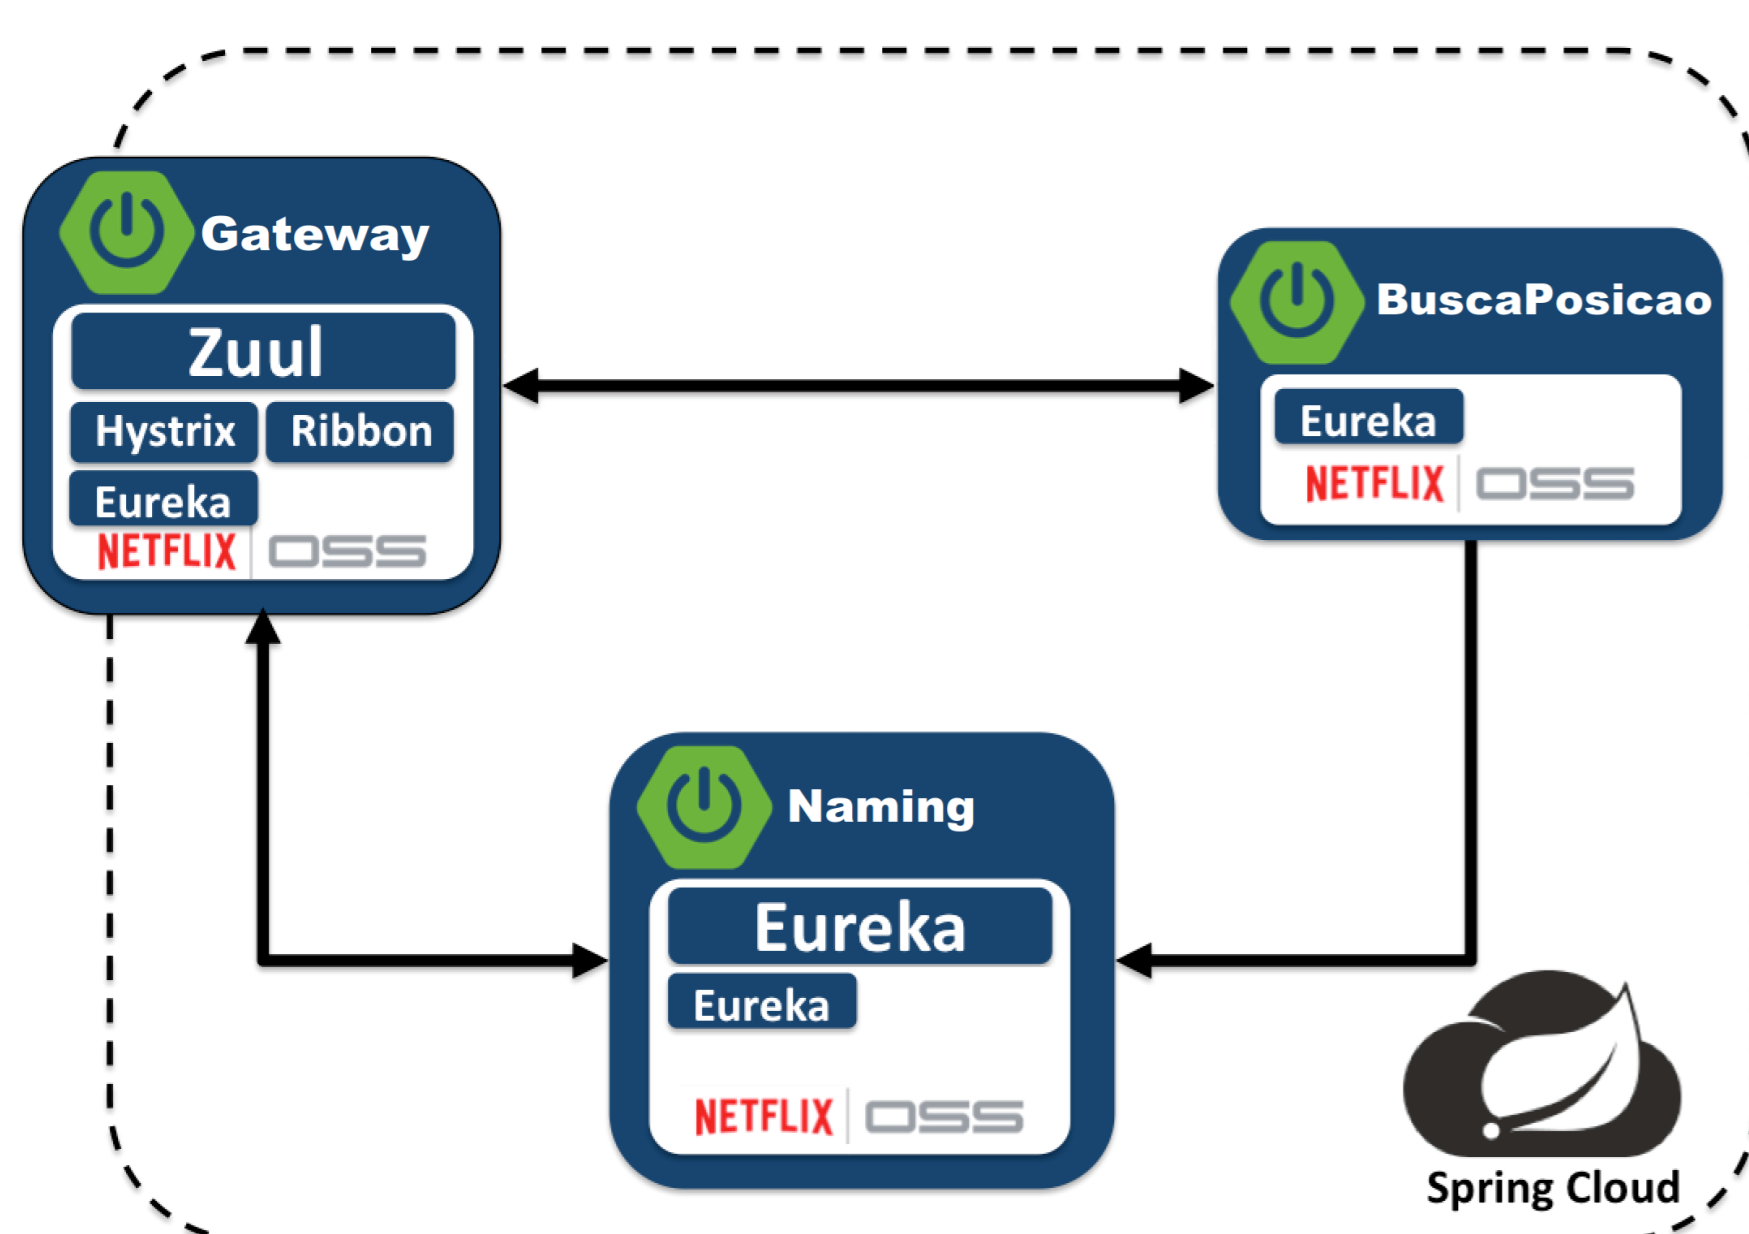 Gateway
Zuul
Hystrix Ribbon
Eureka
NETFLIX OSS
BuscaPosicao
Eureka
NETFLIX OSS
Naming
Eureka
Eureka
NETFLIX OSS
Spring Cloud